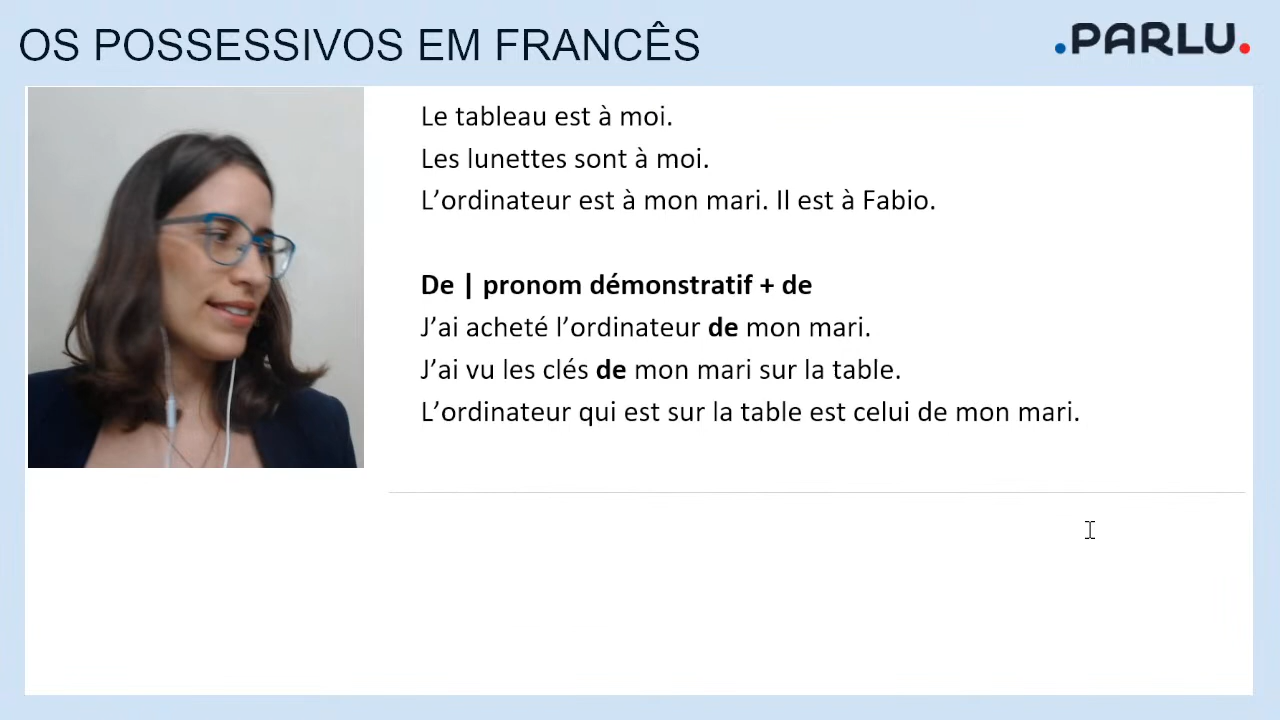 OS POSSESSIVOS EM FRANCÊS
.PARLU.
Le tableau est à moi.
Les lunettes sont à moi.
L’ordinateur est à mon mari. Il est à Fabio.
De | pronom démonstratif + de
J’ai acheté l’ordinateur de mon mari.
J’ai vu les clés de mon mari sur la table.
L’ordinateur qui est sur la table est celui de mon mari.